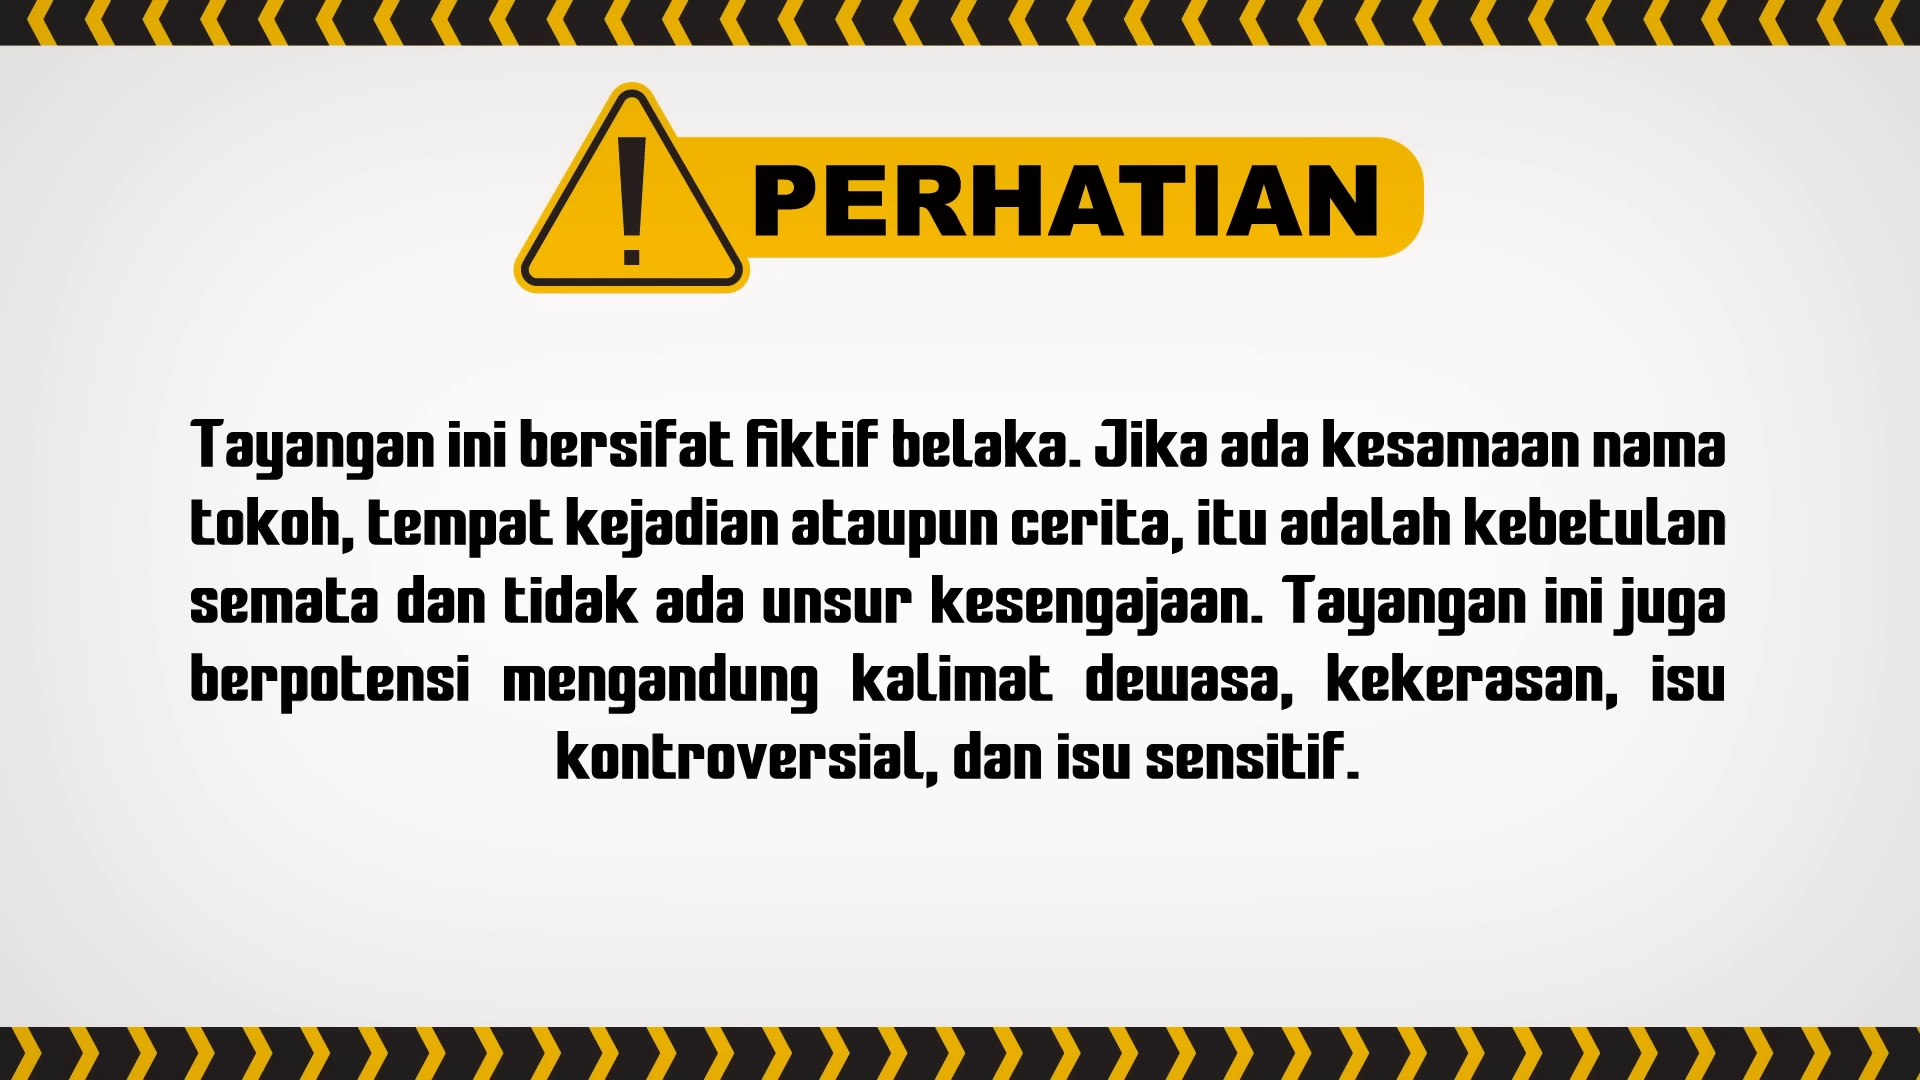 PERHATIAN
Tayangan ini bersifat fiktif belaka. Jika ada kesamaan nama
tokoh, tempat kejadian ataupun cerita, itu adalah kebetulan
semata dan tidak ada unsur kesengajaan. Tayangan ini juga
berpotensi mengandung kalimat dewasa, kekerasan, isu
kontroversial, dan isu sensitif.